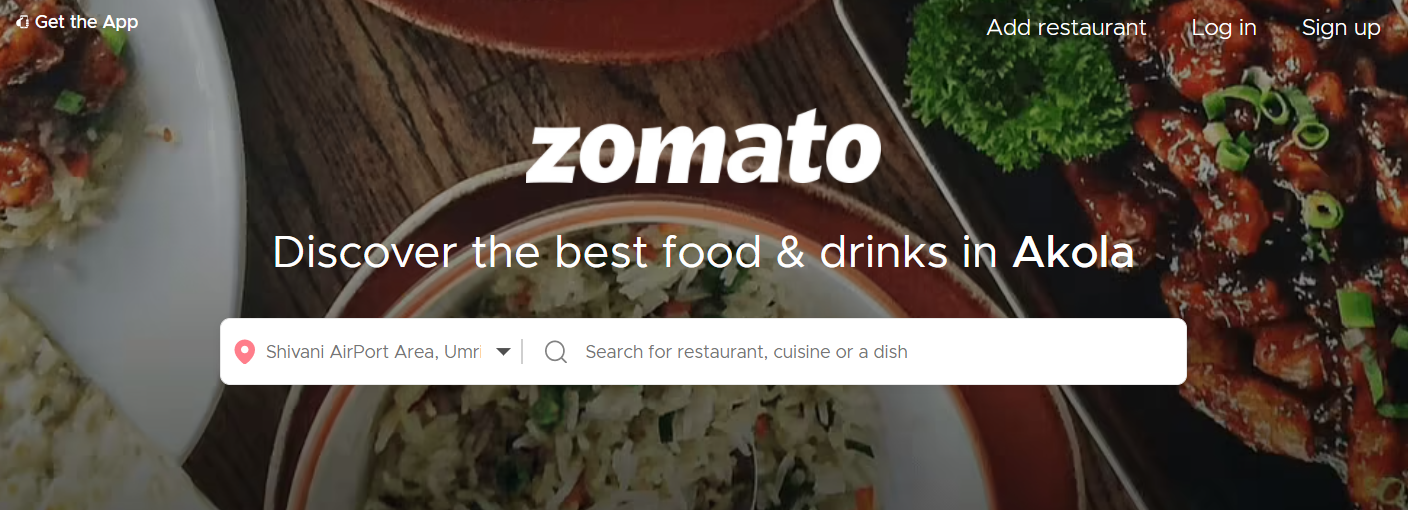 Get the App
Add restaurant Log in Sign up
zomato
Discover the best food & drinks in Akola
Shivani AirPort Area, Umri
Search for restaurant, cuisine or a dish